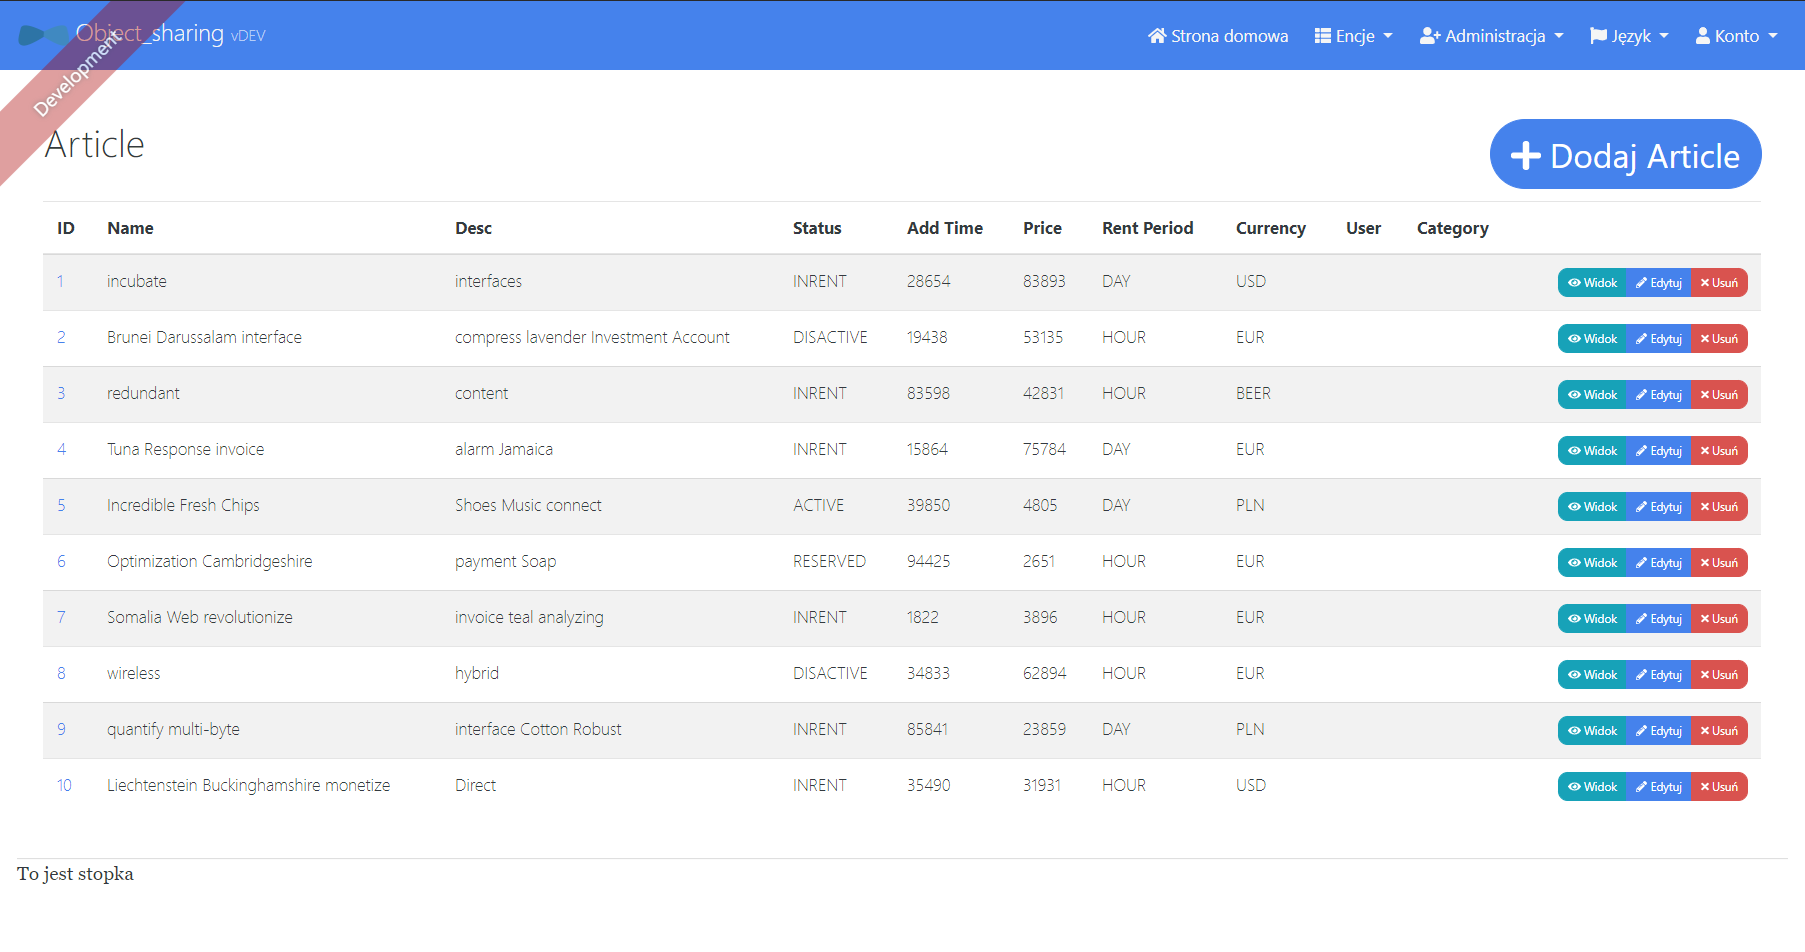 Object_sharing vDEV Strona domowa Encje Administracja Język Konto
Development
Article
Dodaj Article
ID Name Desc Status Add Time Price Rent Period Currency User Category
1 incubate interfaces INRENT 28654 83893 DAY USD Widok Edytuj Usuń
2 Brunei Darussalam interface compress lavender Investment Account DISACTIVE 19438 53135 HOUR EUR Widok Edytuj Usuń
3 redundant content INRENT 83598 42831 HOUR BEER Widok Edytuj Usuń
4 Tuna Response invoice alarm Jamaica INRENT 15864 75784 DAY EUR Widok Edytuj Usuń
5 Incredible Fresh Chips Shoes Music connect ACTIVE 39850 4805 DAY PLN Widok Edytuj Usuń
6 Optimization Cambridgeshire payment Soap RESERVED 94425 2651 HOUR EUR Widok Edytuj Usuń
7 Somalia Web revolutionize invoice teal analyzing INRENT 1822 3896 HOUR EUR Widok Edytuj Usuń
8 wireless hybrid DISACTIVE 34833 62894 HOUR EUR Widok Edytuj Usuń
9 quantify multi-byte interface Cotton Robust INRENT 85841 23859 DAY PLN Widok Edytuj Usuń
10 Liechtenstein Buckinghamshire monetize Direct INRENT 35490 31931 HOUR USD Widok Edytuj Usuń
To jest stopka